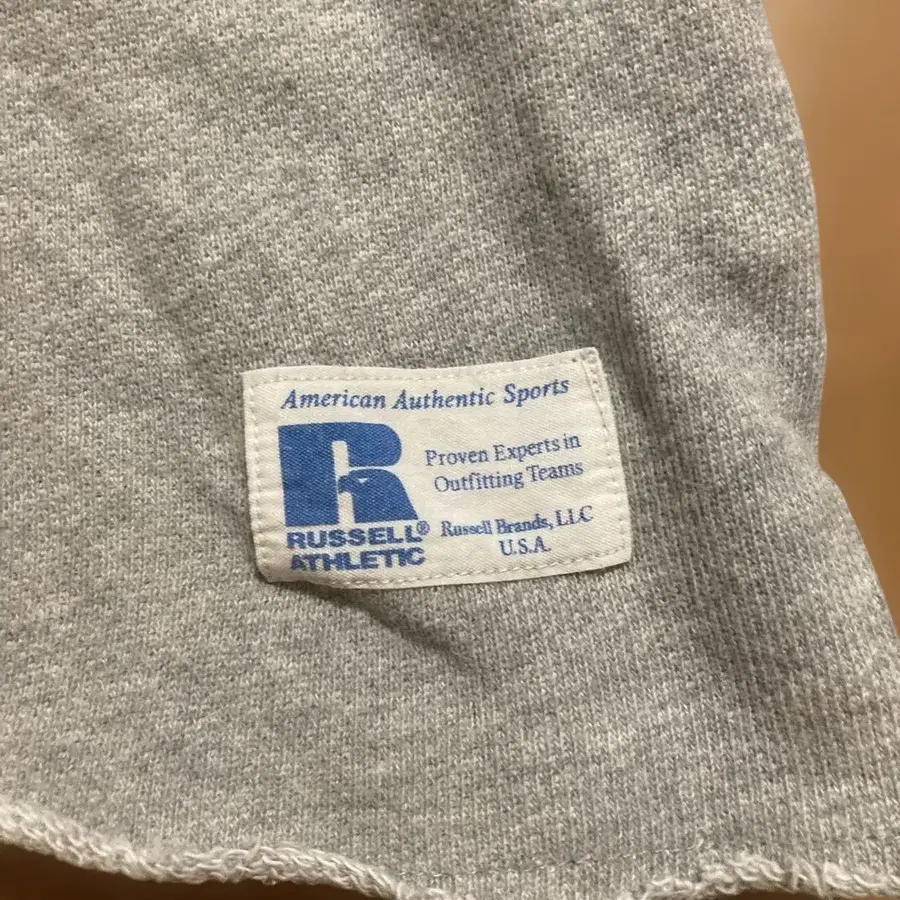 American Authentic Sports
Proven Experts in
Outfitting Teams
RUSSELL®
ATHLETIC
Russell Brands, LLC
U.S.A.